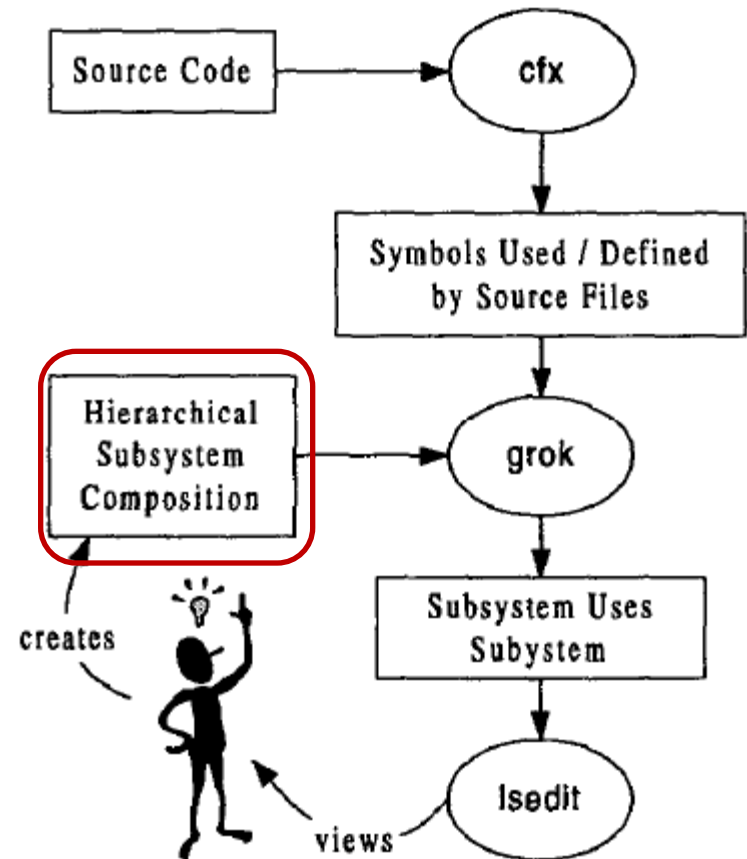 Source Code
cfx
Symbols Used / Defined
by Source Files
Hierarchical
Subsystem
Composition
grok
creates
Subsystem Uses
Subystem
lsedit
views